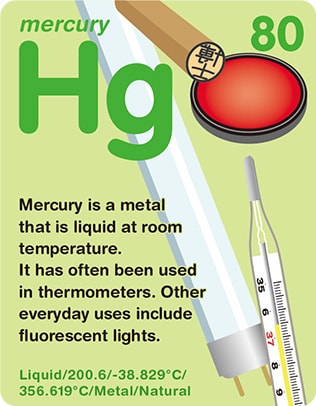 mercury
80
Hg
Mercury is a metal
that is liquid at room
temperature.
It has often been used
in thermometers. Other
everyday uses include
fluorescent lights.
35 6 37 8 9
Liquid/200.6/-38.829°C/
356.619°C/Metal/Natural